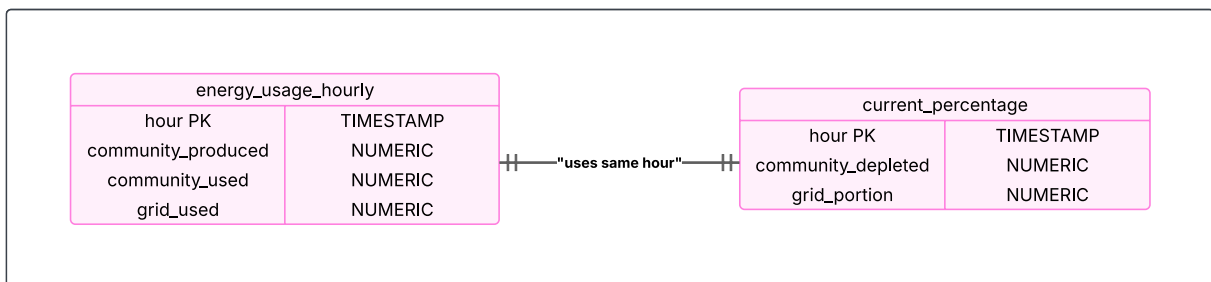 energy_usage_hourly
hour PK TIMESTAMP
community_produced NUMERIC
community_used NUMERIC
grid_used NUMERIC
"uses same hour"
current_percentage
hour PK TIMESTAMP
community_depleted NUMERIC
grid_portion NUMERIC